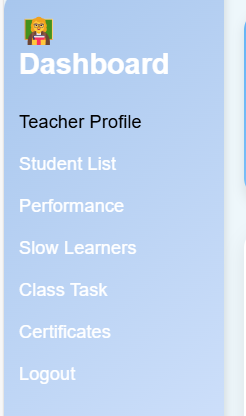 Dashboard
Teacher Profile
Student List
Performance
Slow Learners
Class Task
Certificates
Logout